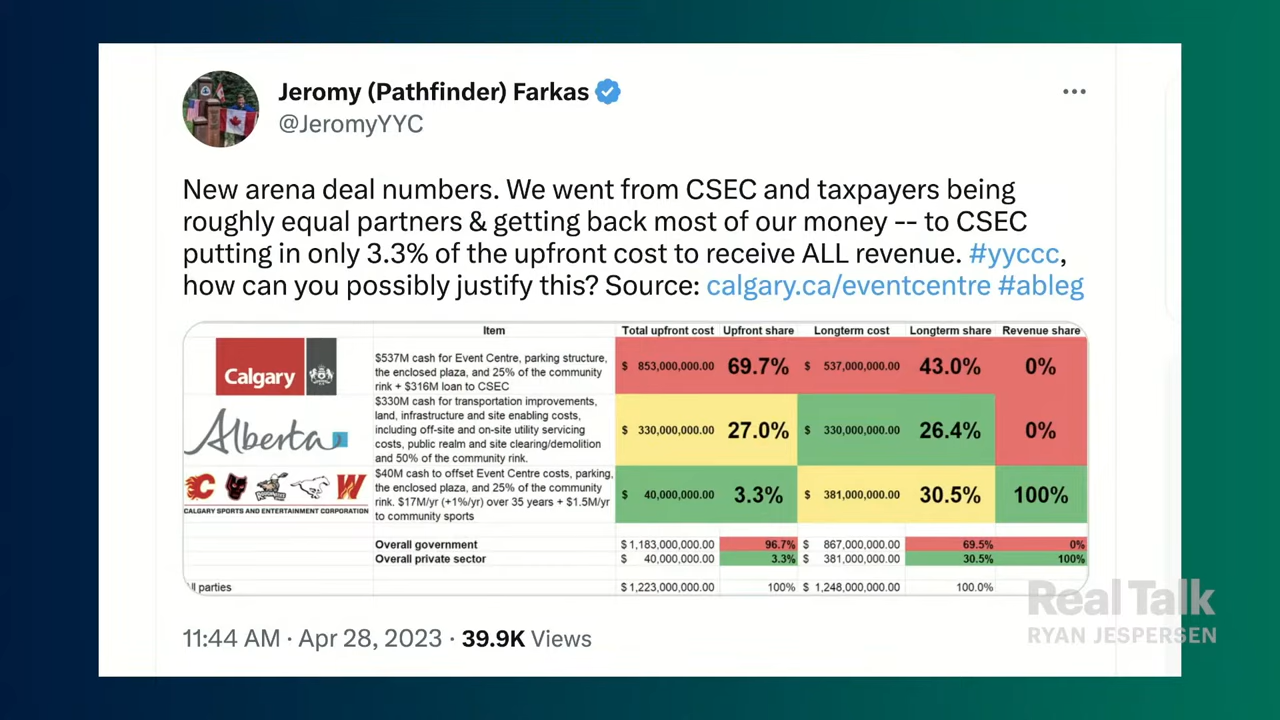 Jeromy (Pathfinder) Farkas
@JeromyYYC
New arena deal numbers. We went from CSEC and taxpayers being
roughly equal partners & getting back most of our money -- to CSEC
putting in only 3.3% of the upfront cost to receive ALL revenue. #yyccc,
how can you possibly justify this? Source: calgary.ca/eventcentre #ableg
Item Total upfront cost Upfront share Longterm cost Longterm share Revenue share
Calgary
$537M cash for Event Centre, parking structure,
the enclosed plaza, and 25% of the community
rink + $316M loan to CSEC
$ 853,000,000.00 69.7% $ 537,000,000.00 43.0% 0%
Alberta
$330M cash for transportation improvements,
land, infrastructure and site enabling costs,
including off-site and on-site utility servicing
costs, public realm and site clearing/demolition
and 50% of the community rink.
$ 330,000,000.00 27.0% $ 330,000,000.00 26.4% 0%
CALGARY SPORTS AND ENTERTAINMENT CORPORATION
$40M cash to offset Event Centre costs, parking,
the enclosed plaza, and 25% of the community
rink. $17M/yr (+1%/yr) over 35 years + $1.5M/yr
to community sports
$ 40,000,000.00 3.3% $ 381,000,000.00 30.5% 100%
Overall government $ 1,183,000,000.00 96.7% $ 867,000,000.00 69.5% 0%
Overall private sector $ 40,000,000.00 3.3% $ 381,000,000.00 30.5% 100%
ll parties $ 1,223,000,000.00 100% $ 1,248,000,000.00 100.0%
11:44 AM · Apr 28, 2023 · 39.9K Views
Real Talk
RYAN JESPERSEN